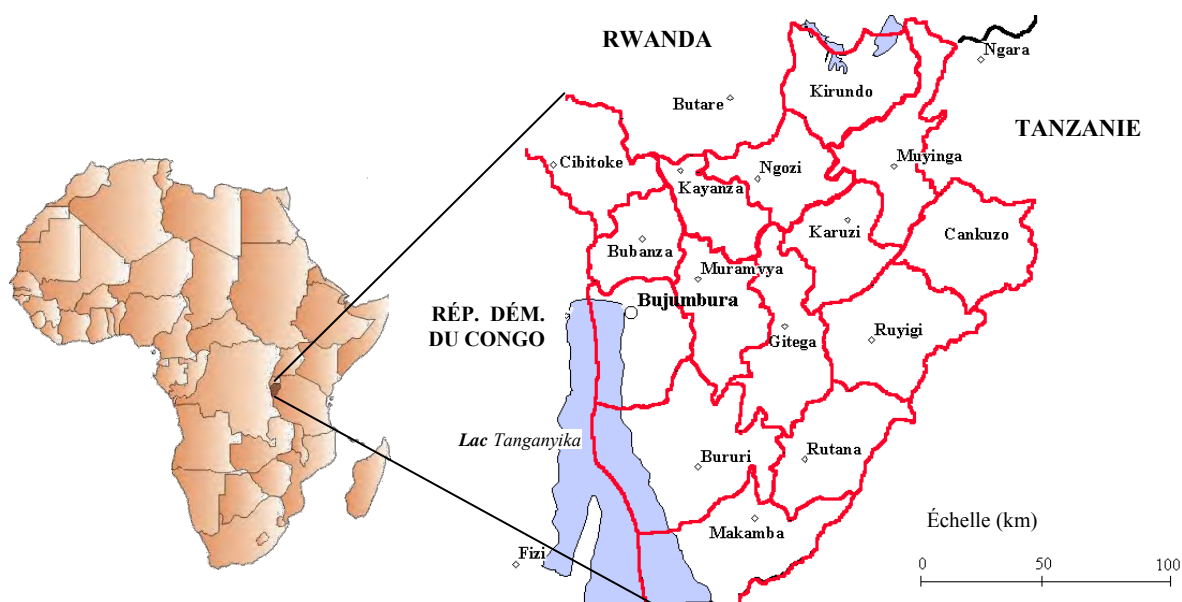 RWANDA
Ngara
Butare
Kirundo
TANZANIE
Cibitoke
Kayanza
Ngozi
Muyinga
Karuzi
Cankuzo
Bubanza
Muramvya
RÉP. DÉM.
DU CONGO
Bujumbura
Gitega
Ruyigi
Lac Tanganyika
Bururi
Rutana
Makamba
Échelle (km)
Fizi
0 50 100